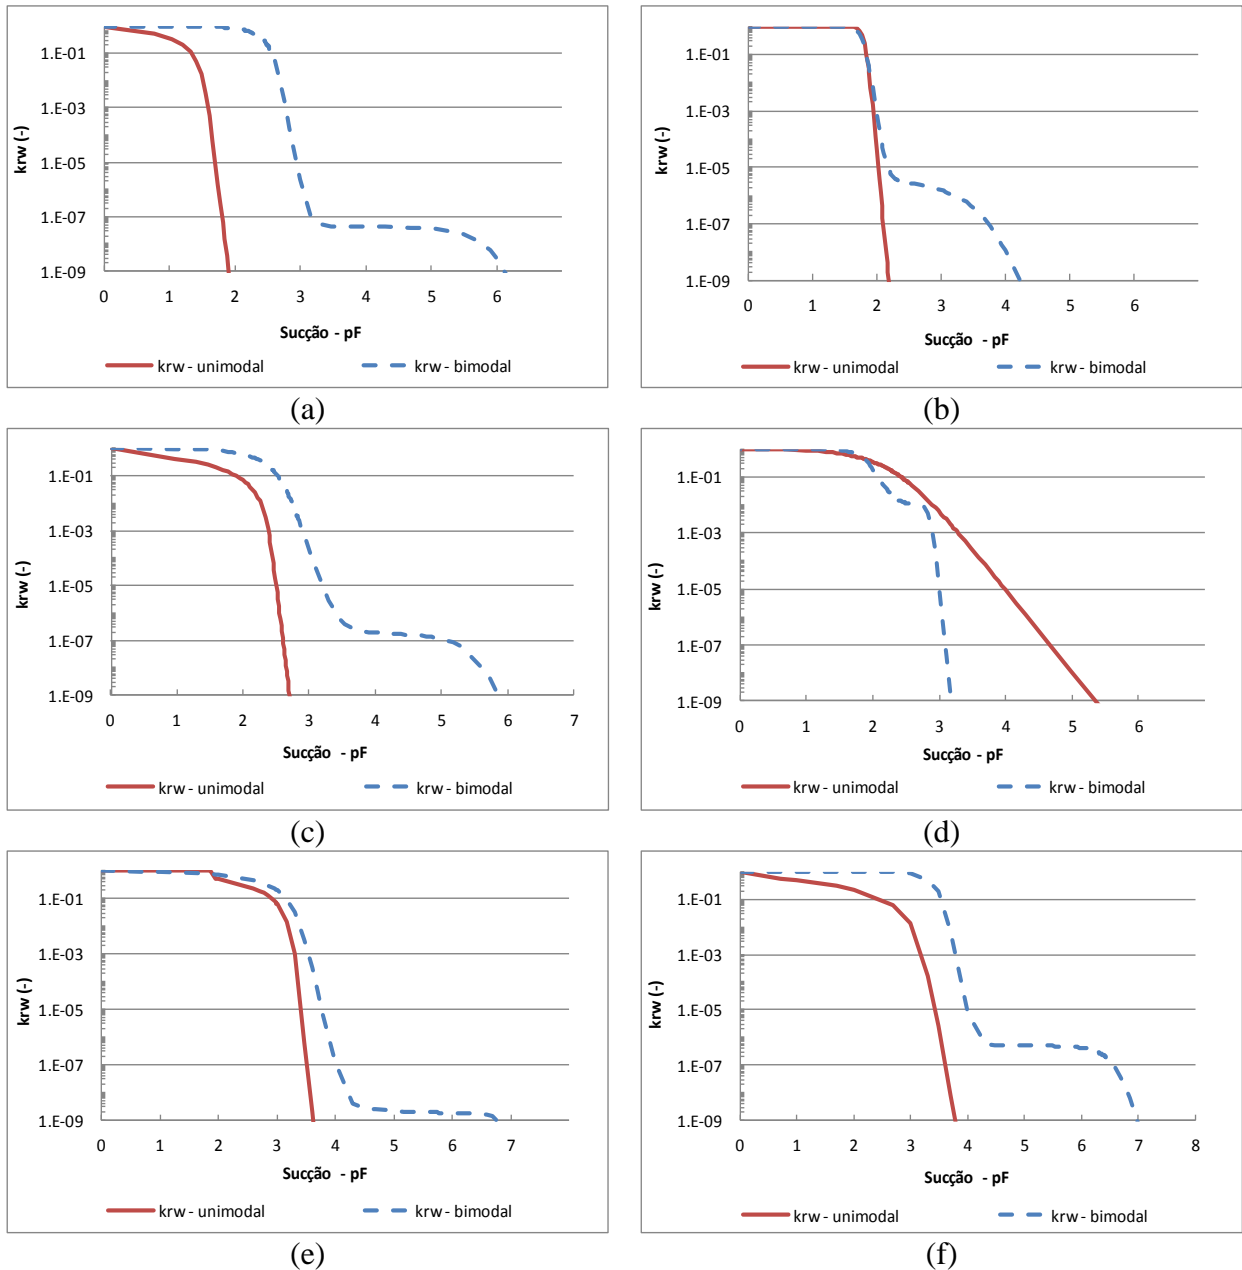 1.E-01
1.E-03
1.E-05
1.E-07
1.E-09
krw (-)
0 1 2 3 4 5 6
Sucção - pF
krw - unimodal krw - bimodal
(a)
1.E-01
1.E-03
1.E-05
1.E-07
1.E-09
krw (-)
0 1 2 3 4 5 6
Sucção - pF
krw - unimodal krw - bimodal
(b)
1.E-01
1.E-03
1.E-05
1.E-07
1.E-09
krw (-)
0 1 2 3 4 5 6 7
Sucção - pF
krw - unimodal krw - bimodal
(c)
1.E-01
1.E-03
1.E-05
1.E-07
1.E-09
krw (-)
0 1 2 3 4 5 6
Sucção - pF
krw - unimodal krw - bimodal
(d)
1.E-01
1.E-03
1.E-05
1.E-07
1.E-09
krw (-)
0 1 2 3 4 5 6 7
Sucção - pF
krw - unimodal krw - bimodal
(e)
1.E-01
1.E-03
1.E-05
1.E-07
1.E-09
krw (-)
0 1 2 3 4 5 6 7 8
Sucção - pF
krw - unimodal krw - bimodal
(f)